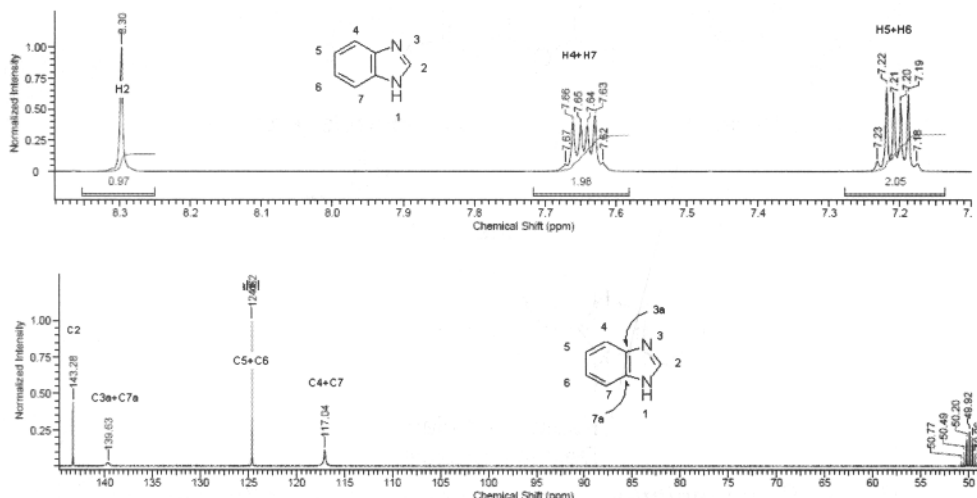 8.30
4
3
N
H4+H7
H5+H6
1.00
5
7.22
7.21
7.20
7.19
2
0.75
H2
6
N
7
H
7.66
7.65
7.64
7.63
0.50
1
0.25
7.67
7.62
7.23
7.18
0
Normalized Intensity
0.97
1.98
2.05
8.3 8.2 8.1 8.0 7.9 7.8 7.7 7.6 7.5 7.4 7.3 7.2 7.
Chemical Shift (ppm)
3a
4
3
N
1.00
C2
5
2
0.75
C5+C6
6
N
143.28
C3a+C7a
C4+C7
7
H
0.50
7a
1
139.63
117.04
50.77
50.49
50.20
49.92
0.25
Normalized Intensity
135 130 125 120 115 110 105 100 95 90 85 80 75 70 65 60 55 50
Chemical Shift (ppm)